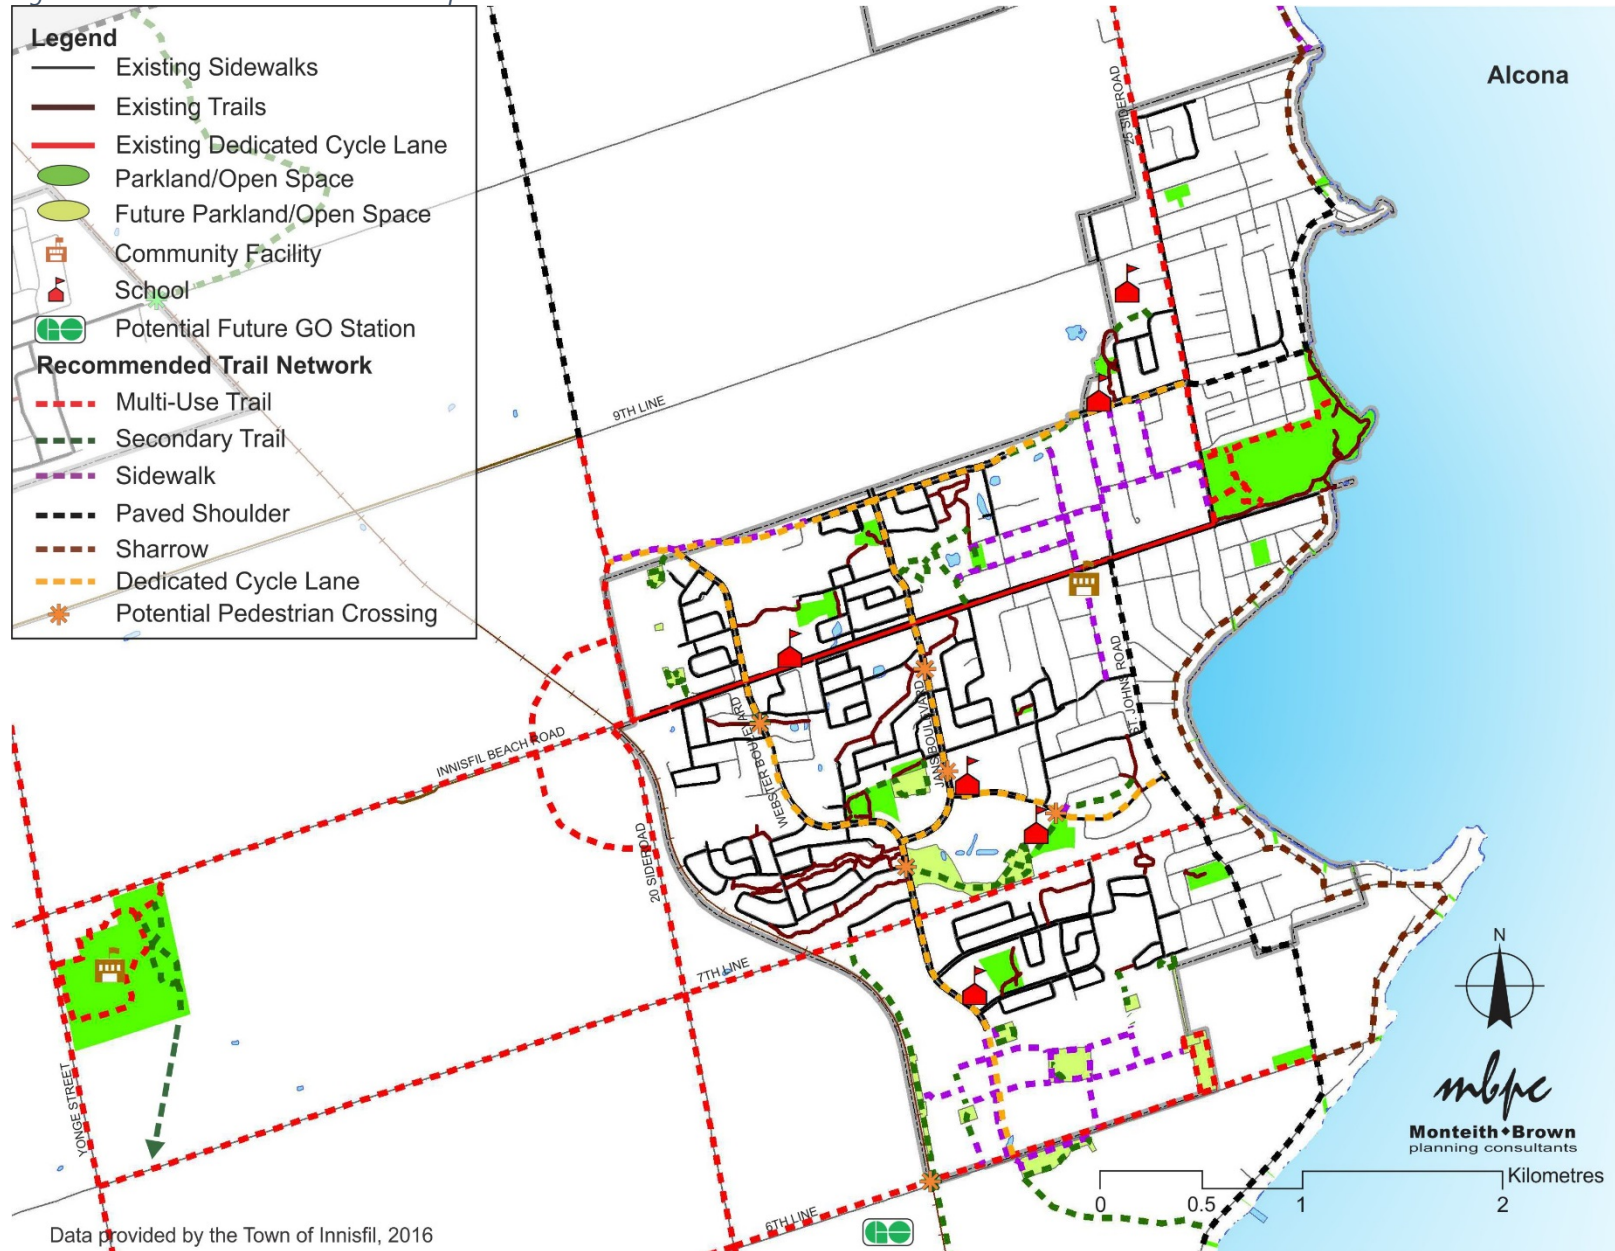 Legend
Existing Sidewalks
Existing Trails
Existing Dedicated Cycle Lane
Parkland/Open Space
Future Parkland/Open Space
Community Facility
School
GO Potential Future GO Station
Recommended Trail Network
Multi-Use Trail
Secondary Trail
Sidewalk
Paved Shoulder
Sharrow
Dedicated Cycle Lane
Potential Pedestrian Crossing
Alcona
25 SIDEROAD
9TH LINE
ST. JOHNS ROAD
JANS BOULEVARD
WEBSTER BOULEVARD
INNISFIL BEACH ROAD
20 SIDEROAD
7TH LINE
YONGE STREET
6TH LINE
GO
N
mbpc
Monteith Brown
planning consultants
Kilometres
0 0.5 1 2
Data provided by the Town of Innisfil, 2016